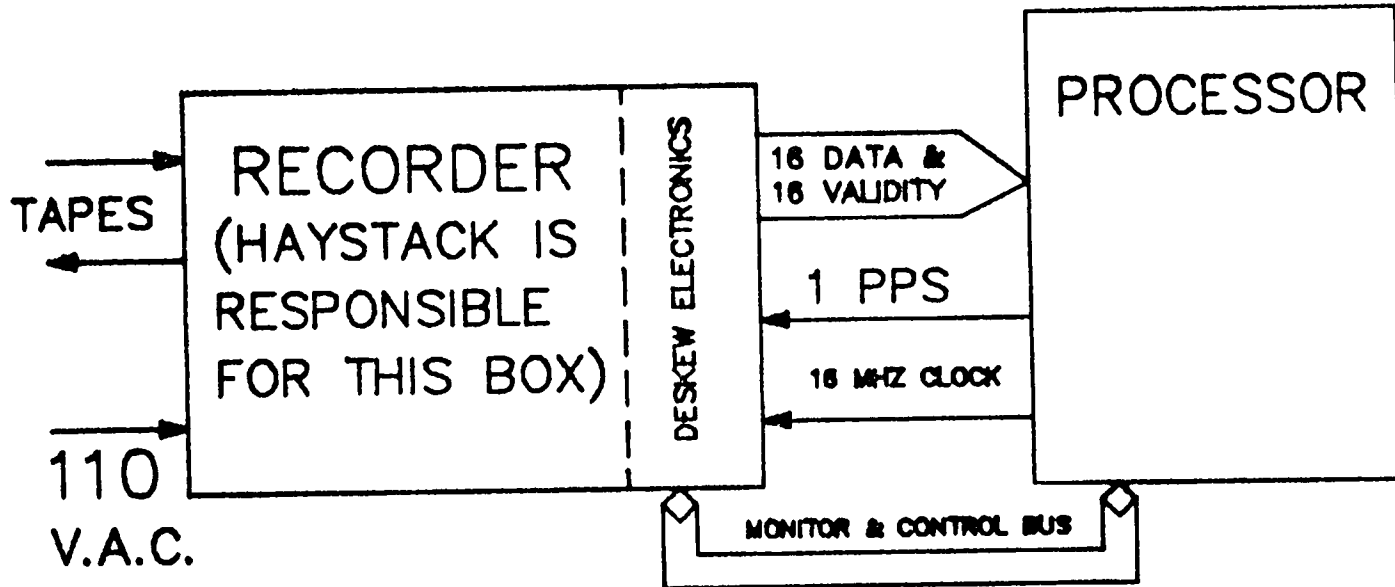 TAPES
110
V.A.C.
RECORDER
(HAYSTACK IS
RESPONSIBLE
FOR THIS BOX)
DESKEW ELECTRONICS
16 DATA &
16 VALIDITY
1 PPS
16 MHZ CLOCK
MONITOR & CONTROL BUS
PROCESSOR